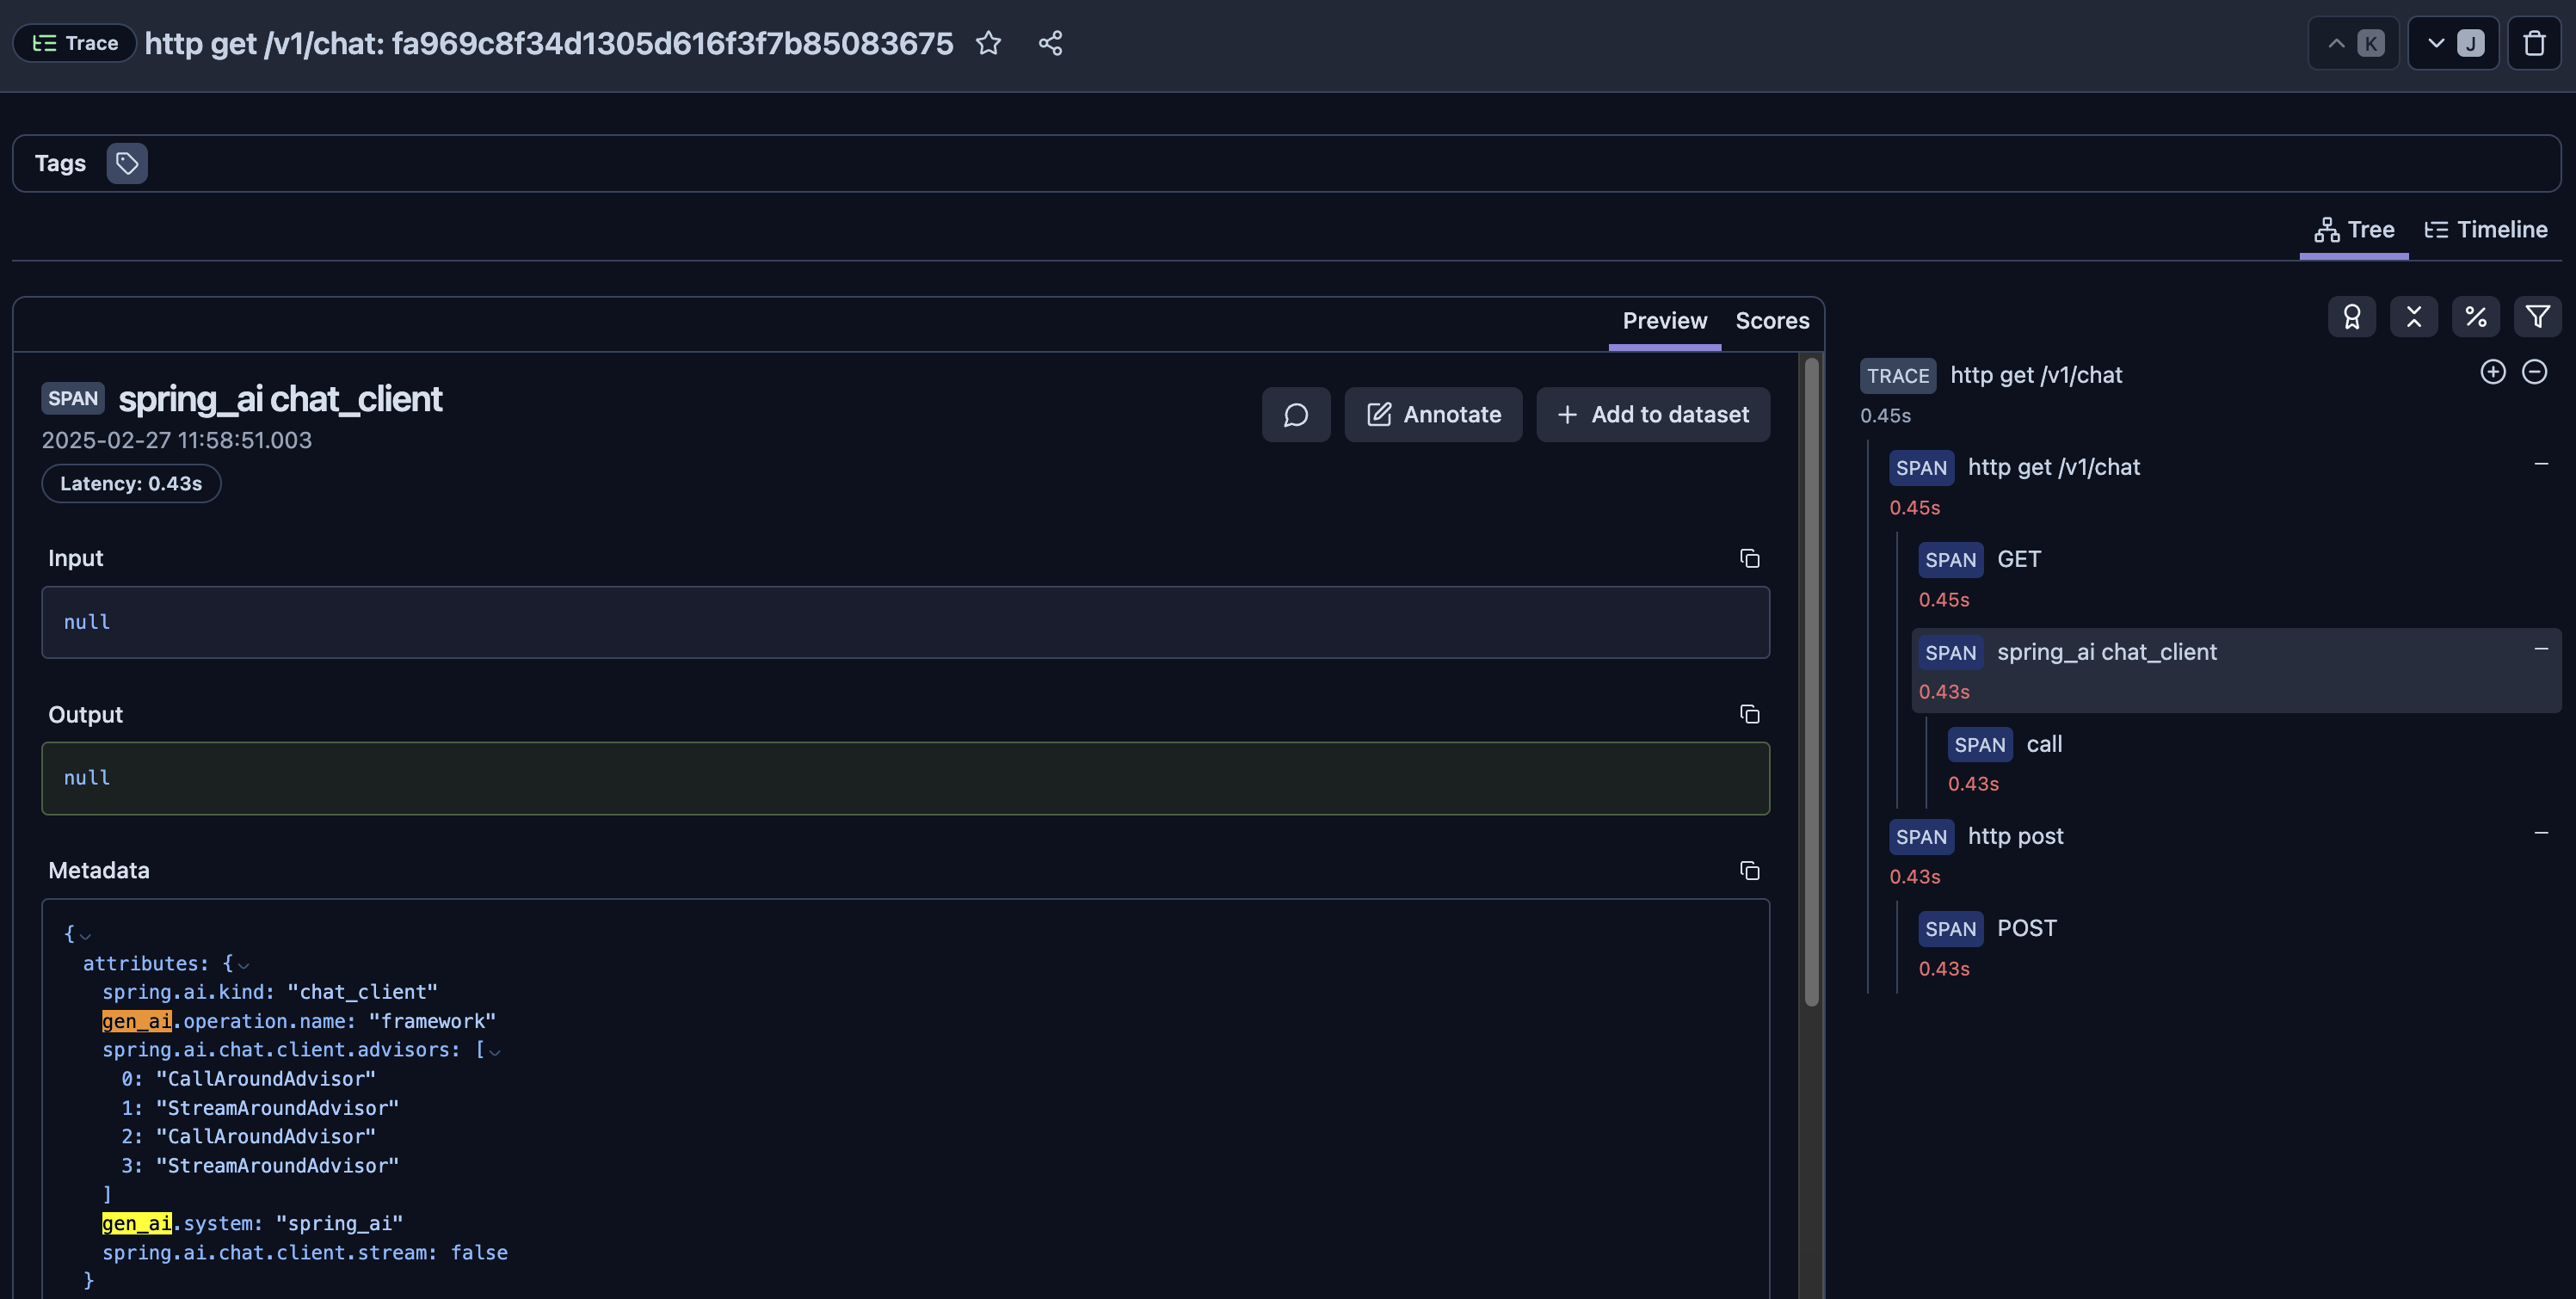 Trace http get /v1/chat: fa969c8f34d1305d616f3f7b85083675 K J
Tags
Tree Timeline
Preview Scores
SPAN spring_ai chat_client
2025-02-27 11:58:51.003
Latency: 0.43s
Annotate + Add to dataset
Input
null
Output
null
Metadata
{
attributes: {
spring.ai.kind: "chat_client"
gen_ai.operation.name: "framework"
spring.ai.chat.client.advisors: [
0: "CallAroundAdvisor"
1: "StreamAroundAdvisor"
2: "CallAroundAdvisor"
3: "StreamAroundAdvisor"
]
gen_ai.system: "spring_ai"
spring.ai.chat.client.stream: false
}
TRACE http get /v1/chat
0.45s
SPAN http get /v1/chat
0.45s
SPAN GET
0.45s
SPAN spring_ai chat_client
0.43s
SPAN call
0.43s
SPAN http post
0.43s
SPAN POST
0.43s